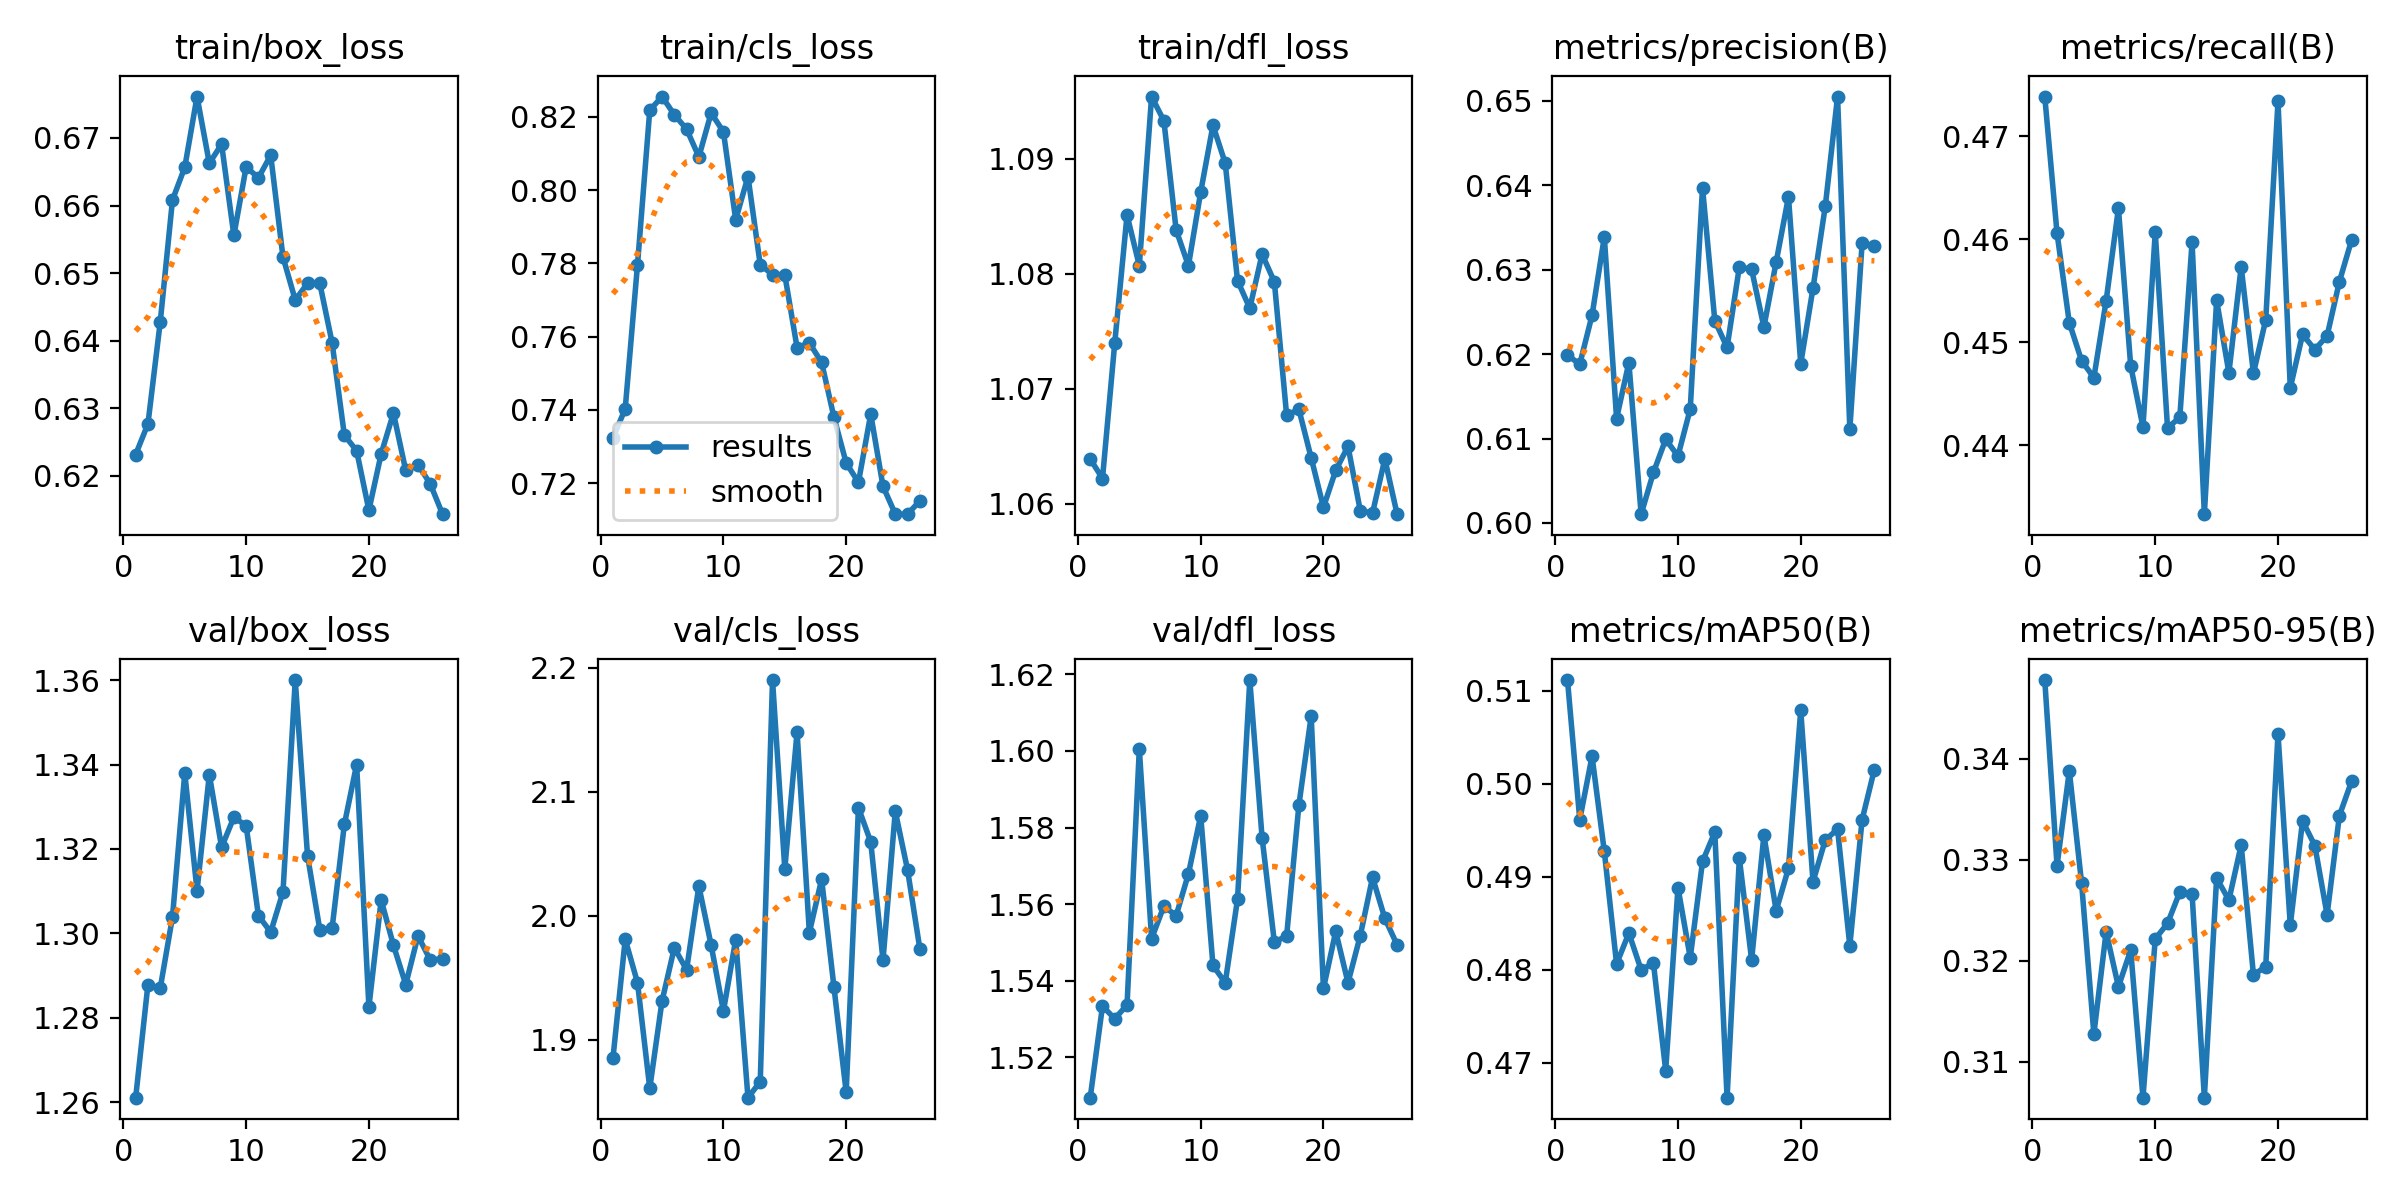 train/box_loss
train/cls_loss
train/dfl_loss
metrics/precision(B)
metrics/recall(B)
0.67
0.66
0.65
0.64
0.63
0.62
0 10 20
0.82
0.80
0.78
0.76
0.74
0.72
results
smooth
0 10 20
1.09
1.08
1.07
1.06
0 10 20
0.65
0.64
0.63
0.62
0.61
0.60
0 10 20
0.47
0.46
0.45
0.44
0 10 20
val/box_loss
val/cls_loss
val/dfl_loss
metrics/mAP50(B)
metrics/mAP50-95(B)
1.36
1.34
1.32
1.30
1.28
1.26
0 10 20
2.2
2.1
2.0
1.9
0 10 20
1.62
1.60
1.58
1.56
1.54
1.52
0 10 20
0.51
0.50
0.49
0.48
0.47
0 10 20
0.34
0.33
0.32
0.31
0 10 20